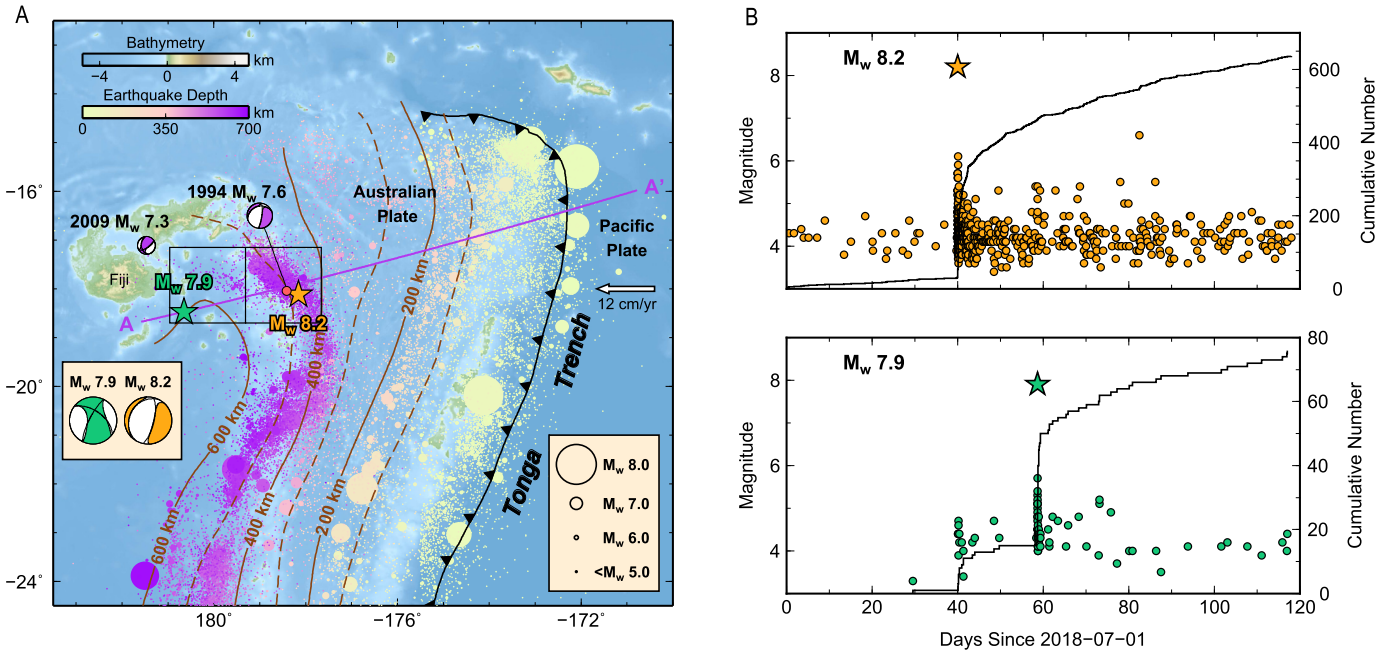 A
Bathymetry
−4 0 4 km
Earthquake Depth
0 350 700 km
−16°
−20°
−24°
180°
−176°
−172°
1994 Mw 7.6
2009 Mw 7.3
Fiji
Mw 7.9
Mw 8.2
A
A'
Australian
Plate
Pacific
Plate
12 cm/yr
200 km
400 km
600 km
600 km
400 km
200 km
Trench
Tonga
Mw 7.9 Mw 8.2
Mw 8.0
Mw 7.0
Mw 6.0
<Mw 5.0
B
Mw 8.2
Magnitude
8
6
4
Cumulative Number
600
400
200
0
Mw 7.9
Magnitude
8
6
4
Cumulative Number
80
60
40
20
0
0 20 40 60 80 100 120
Days Since 2018−07−01